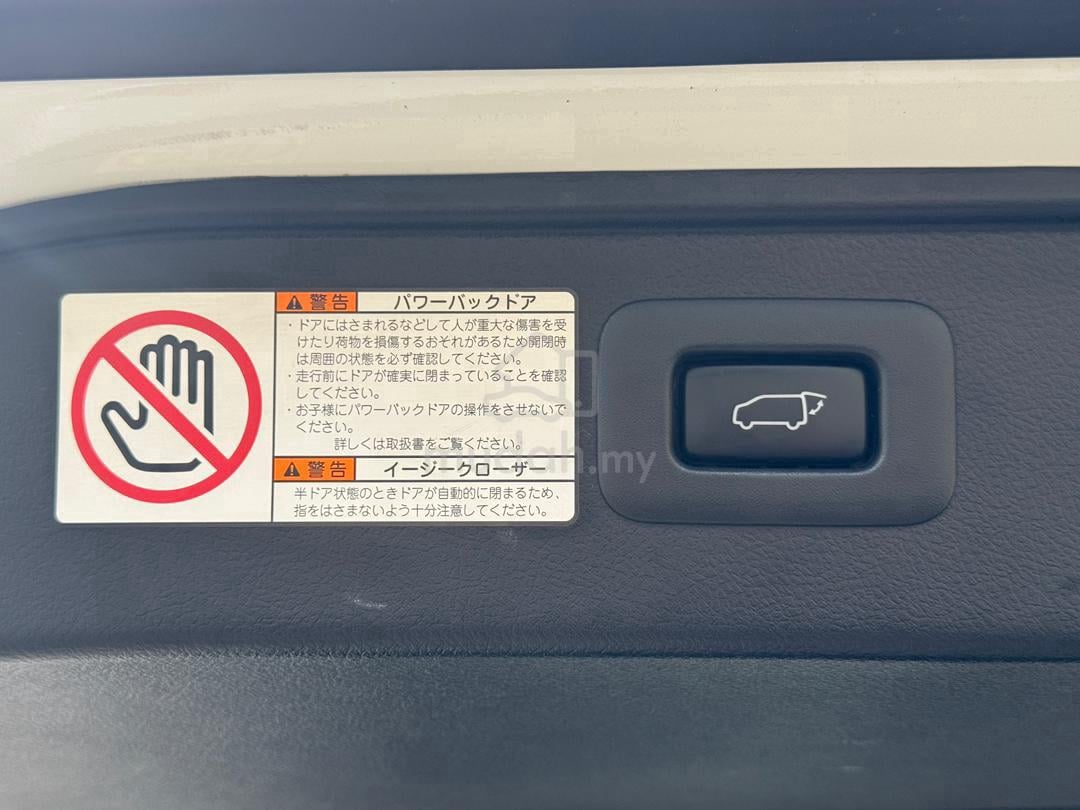 警告 パワーバックドア
・ドアにはさまれるなどして人が重大な傷害を受
けたり荷物を損傷するおそれがあるため開閉時
は周囲の状態を必ず確認してください。
・走行前にドアが確実に閉まっていることを確認
してください。
・お子様にパワーバックドアの操作をさせないで
ください。
詳しくは取扱書をご覧ください。
警告 イージークローザー
半ドア状態のときドアが自動的に閉まるため、
指をはさまないよう十分注意してください。
mudah.my